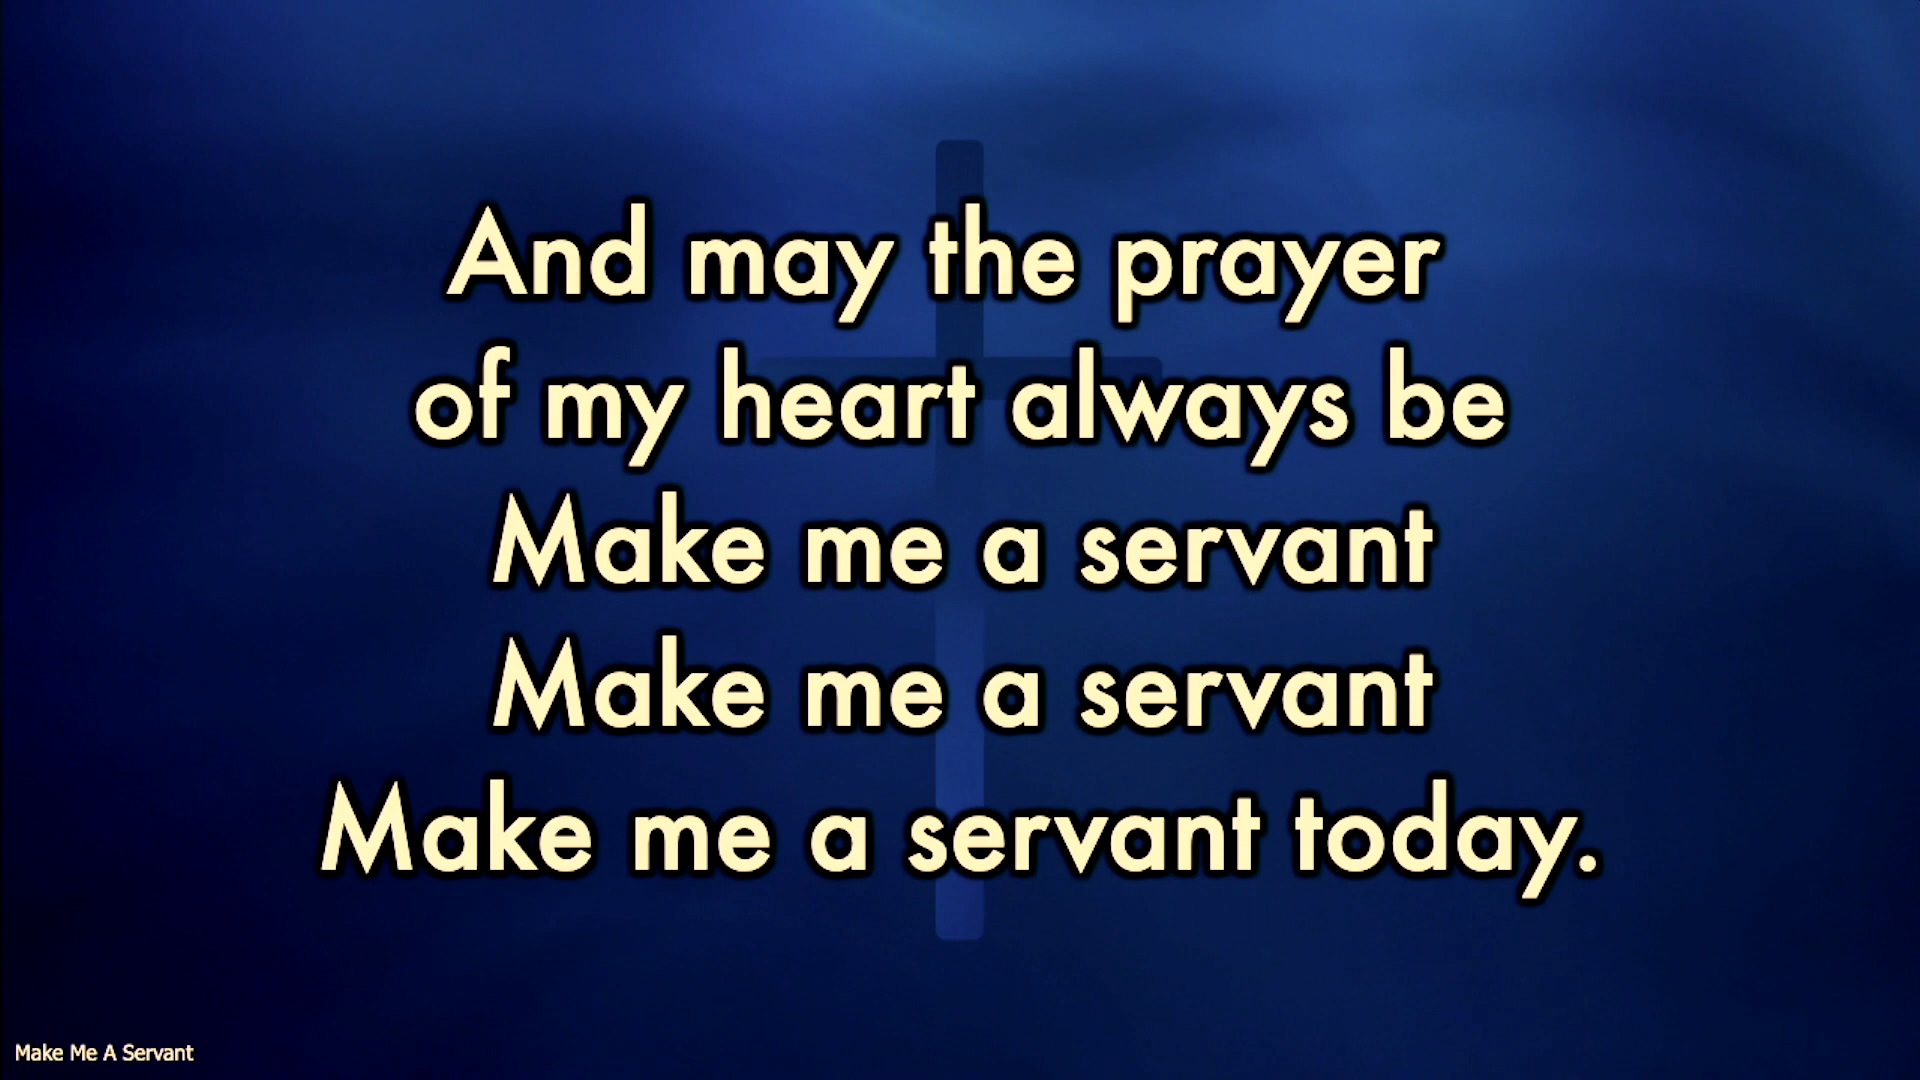 And may the prayer
of my heart always be
Make me a servant
Make me a servant
Make me a servant today.
Make Me A Servant